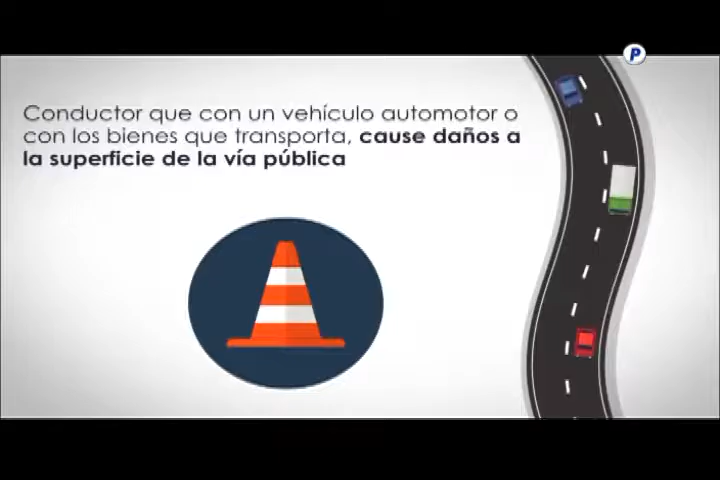 P
Conductor que con un vehículo automotor o
con los bienes que transporta, cause daños a
la superficie de la vía pública